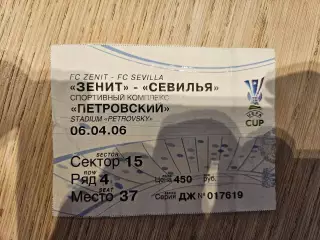 FC ZENIT - FC SEVILLA
«ЗЕНИТ» - «СЕВИЛЬЯ»
СПОРТИВНЫЙ КОМПЛЕКС
«ПЕТРОВСКИЙ»
STADIUM «PETROVSKY»
06.04.06
UEFA
CUP
SECTOR
Сектор 15
ROW
Ряд 4
Цена 450 руб.
SEAT
Место 37
Серия ДЖ № 017619